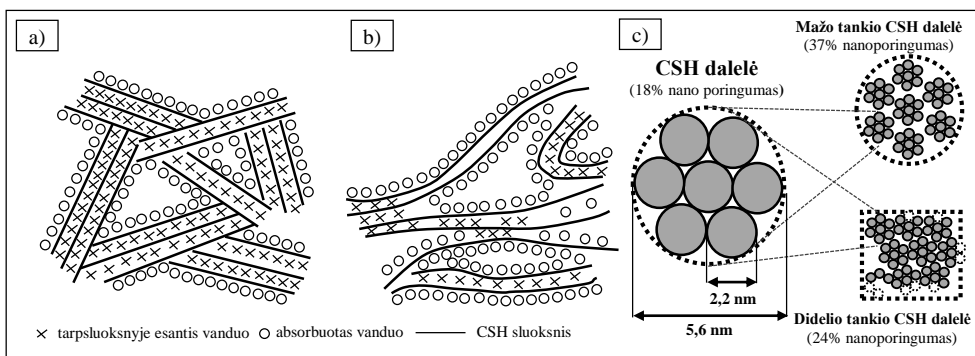 a)
b)
c)
CSH dalelė
(18% nano poringumas)
Mažo tankio CSH dalelė
(37% nanoporingumas)
2,2 nm
5,6 nm
Didelio tankio CSH dalelė
(24% nanoporingumas)
tarpsluoksnyje esantis vanduo absorbuotas vanduo CSH sluoksnis